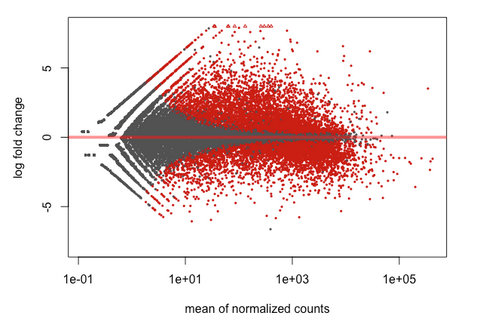 log fold change
5
0
-5
1e-01 1e+01 1e+03 1e+05
mean of normalized counts